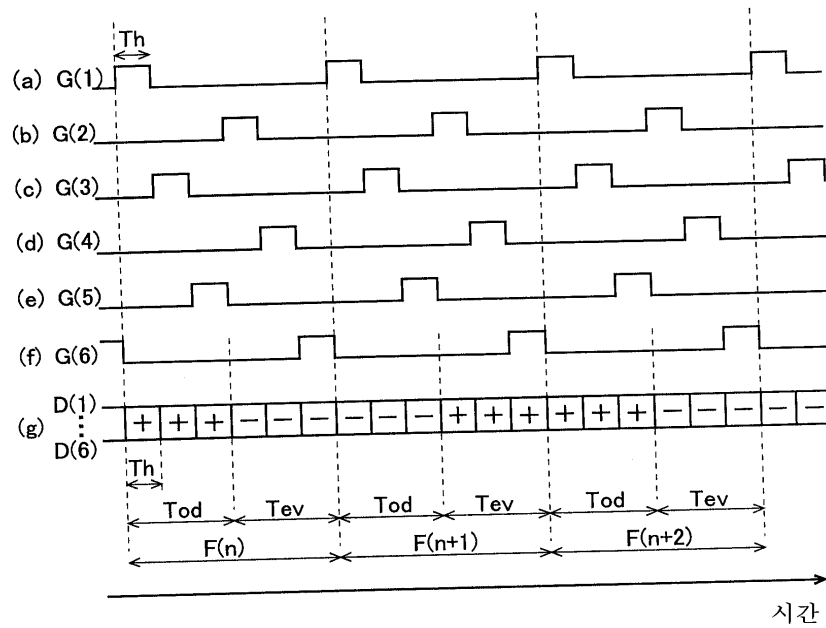 Th
(a) G(1)
(b) G(2)
(c) G(3)
(d) G(4)
(e) G(5)
(f) G(6)
(g) D(1)
⋮
D(6)
+ + + − − − − − − + + + + + + − − − − −
Th
Tod Tev Tod Tev Tod Tev
F(n) F(n+1) F(n+2)
시간